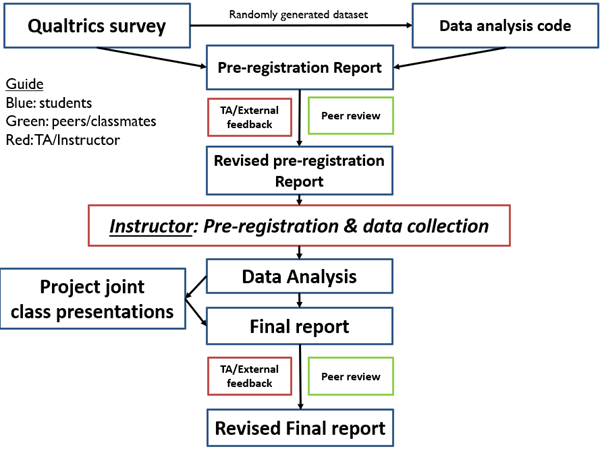 Qualtrics survey
Randomly generated dataset
Data analysis code
Pre-registration Report
Guide
Blue: students
Green: peers/classmates
Red:TA/Instructor
TA/External
feedback
Peer review
Revised pre-registration
Report
Instructor: Pre-registration & data collection
Data Analysis
Project joint
class presentations
Final report
TA/External
feedback
Peer review
Revised Final report